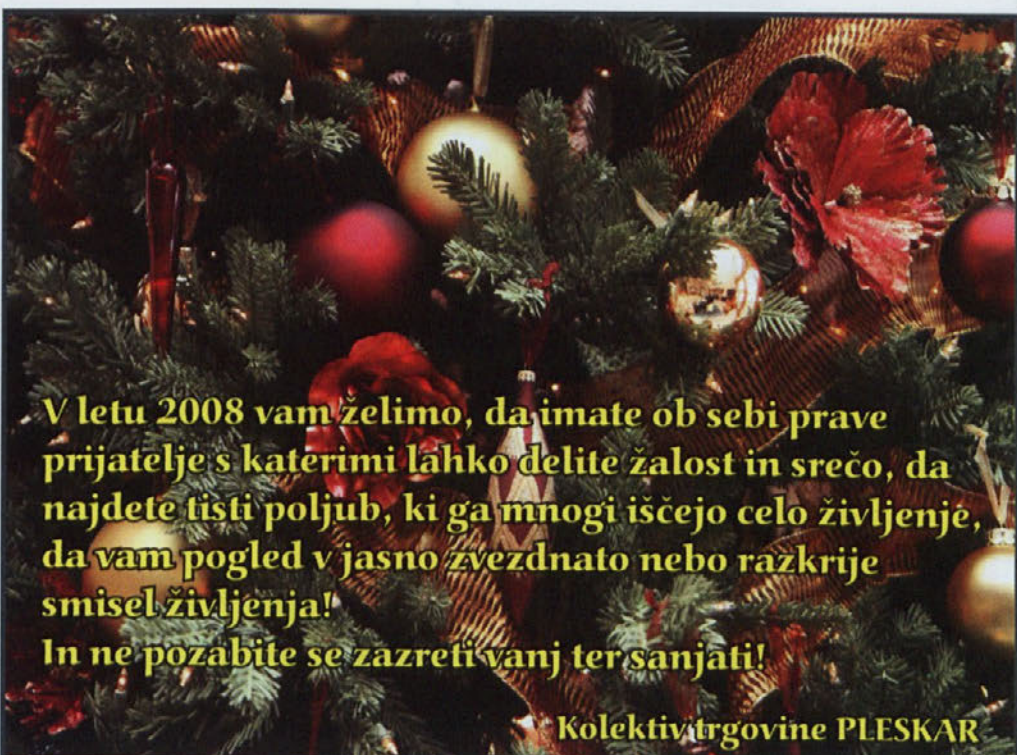 V letu 2008 vam želimo, da imate ob sebi prave
prijatelje s katerimi lahko delite žalost in srečo, da
najdete tisti poljub, ki ga mnogi iščejo celo življenje,
da vam pogled v jasno zvezdnato nebo razkrije
smisel življenja!
In ne pozabite se zazreti vanj ter sanjati!
Kolektiv trgovine PLESKAR